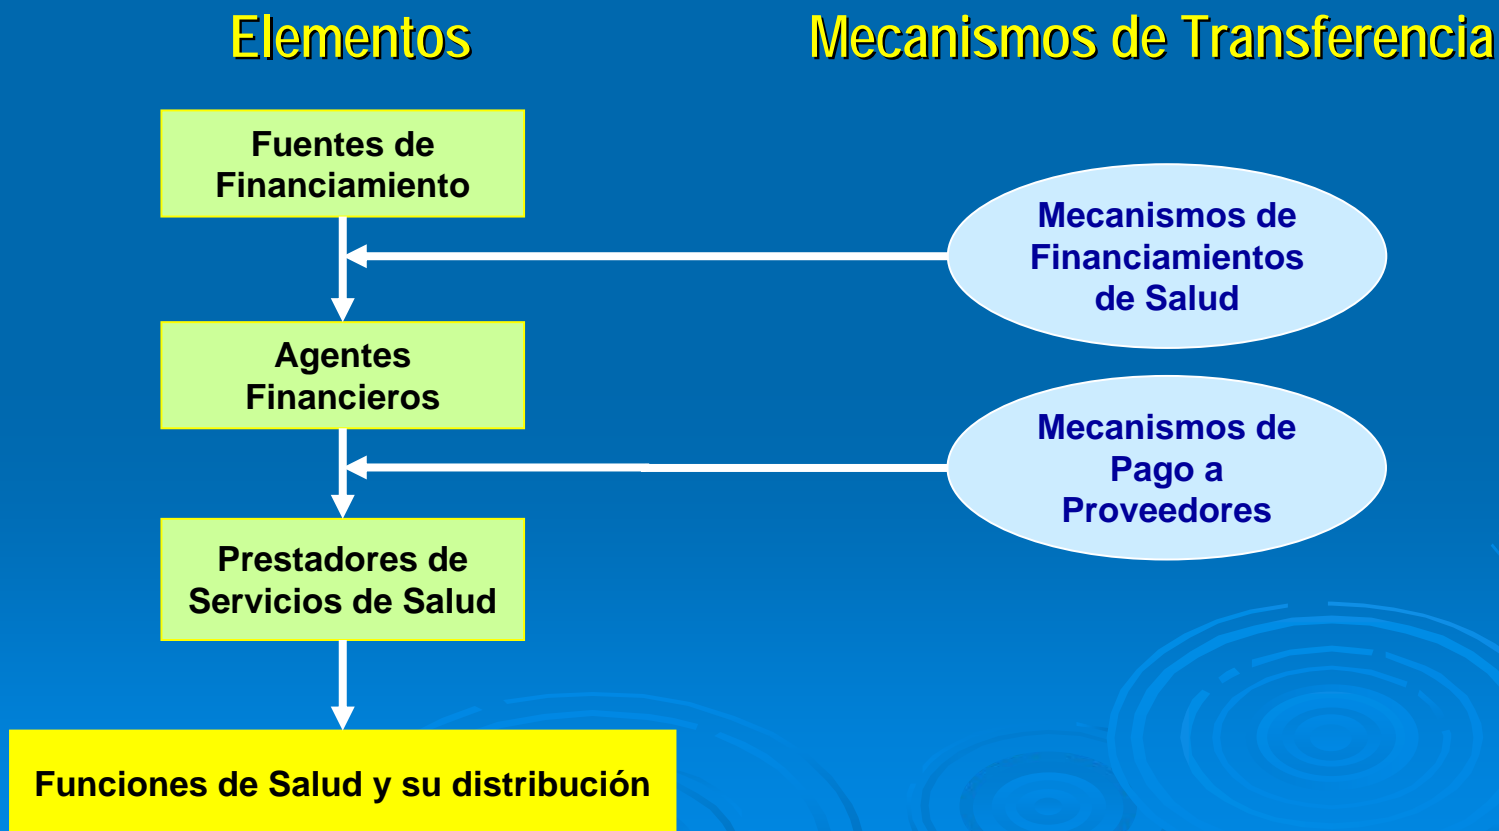 Elementos
Mecanismos de Transferencia
Fuentes de
Financiamiento
Mecanismos de
Financiamientos
de Salud
Agentes
Financieros
Mecanismos de
Pago a
Proveedores
Prestadores de
Servicios de Salud
Funciones de Salud y su distribución